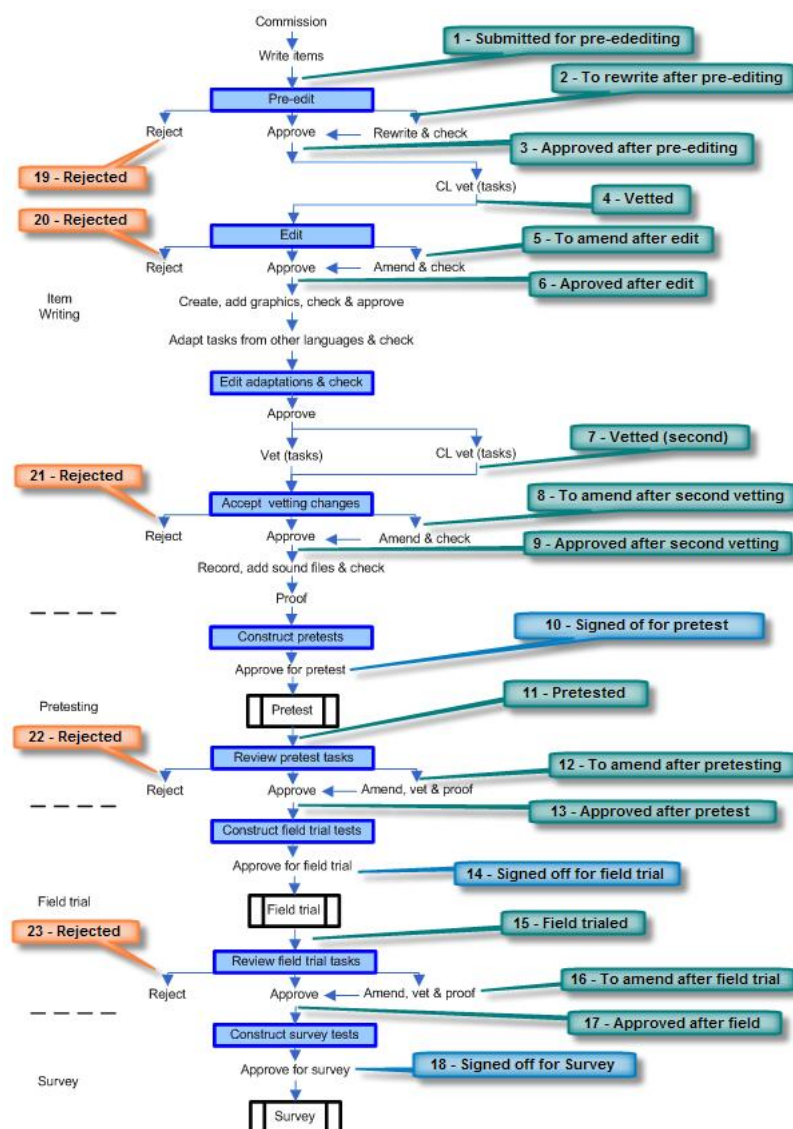 Commission
1 - Submitted for pre-edediting
Write items
2 - To rewrite after pre-editing
Pre-edit
Reject
Approve
Rewrite & check
3 - Approved after pre-editing
19 - Rejected
CL vet (tasks)
4 - Vetted
20 - Rejected
Edit
5 - To amend after edit
Reject
Approve
Amend & check
6 - Aproved after edit
Item
Writing
Create, add graphics, check & approve
Adapt tasks from other languages & check
Edit adaptations & check
Approve
7 - Vetted (second)
Vet (tasks)
CL vet (tasks)
21 - Rejected
8 - To amend after second vetting
Accept vetting changes
Reject
Approve
Amend & check
9 - Approved after second vetting
Record, add sound files & check
Proof
10 - Signed of for pretest
Construct pretests
Approve for pretest
11 - Pretested
Pretesting
Pretest
22 - Rejected
Review pretest tasks
12 - To amend after pretesting
Reject
Approve
Amend, vet & proof
13 - Approved after pretest
Construct field trial tests
Approve for field trial
14 - Signed off for field trial
Field trial
Field trial
15 - Field trialed
23 - Rejected
Review field trial tasks
16 - To amend after field trial
Reject
Approve
Amend, vet & proof
17 - Approved after field
Construct survey tests
18 - Signed off for Survey
Approve for survey
Survey
Survey